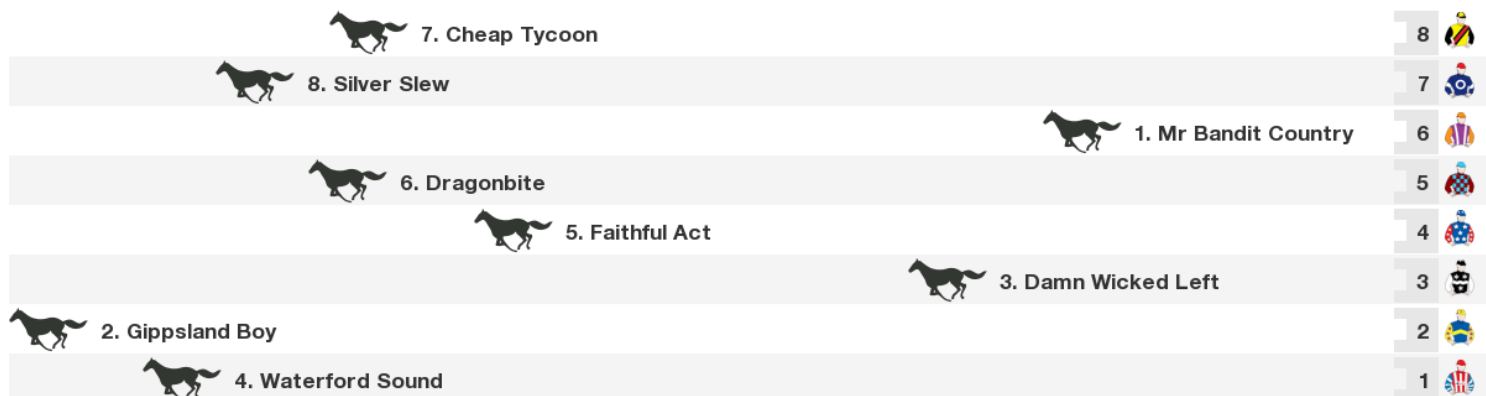 7. Cheap Tycoon 8
8. Silver Slew 7
1. Mr Bandit Country 6
6. Dragonbite 5
5. Faithful Act 4
3. Damn Wicked Left 3
2. Gippsland Boy 2
4. Waterford Sound 1